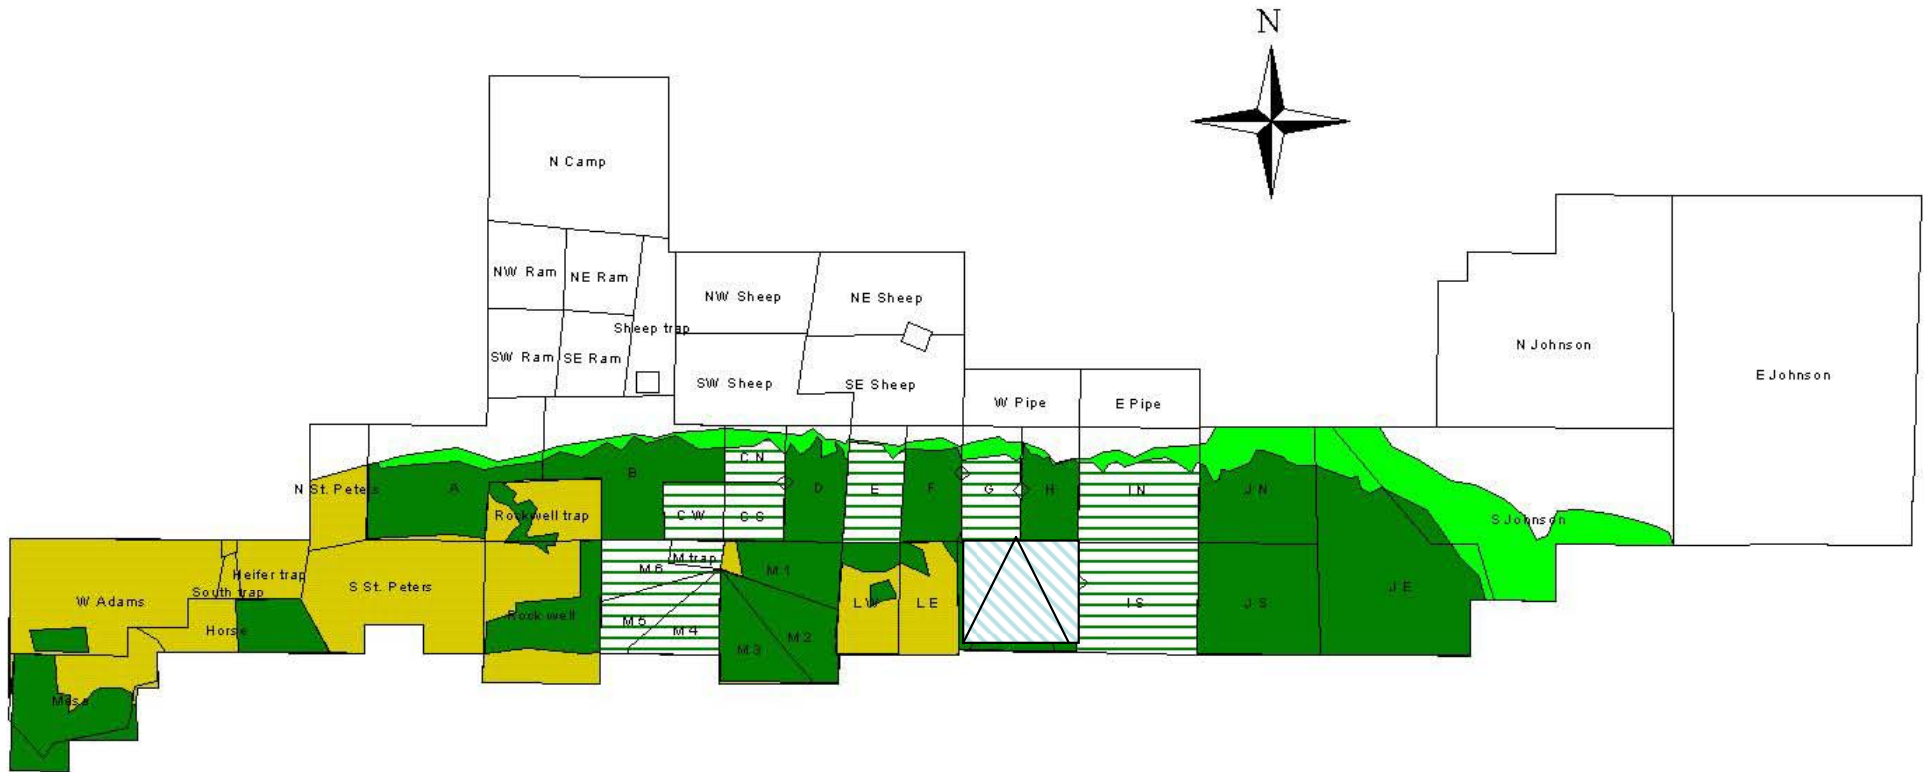 N
N Camp
NW Ram
NE Ram
NW Sheep
NE Sheep
Sheep trap
N Johnson
SW Ram
SE Ram
SW Sheep
SE Sheep
E Johnson
W Pipe
E Pipe
C N
B
N St. Peters
A
D
E
F
G
H
I N
J N
Rockwell trap
C W
C S
S Johnson
M trap
M 6
M 1
Heifer trap
S St. Peters
South trap
W Adams
J E
L W
L E
I S
J S
Rockwell
M 5
M 4
M 2
Horse
M 3
Mesa